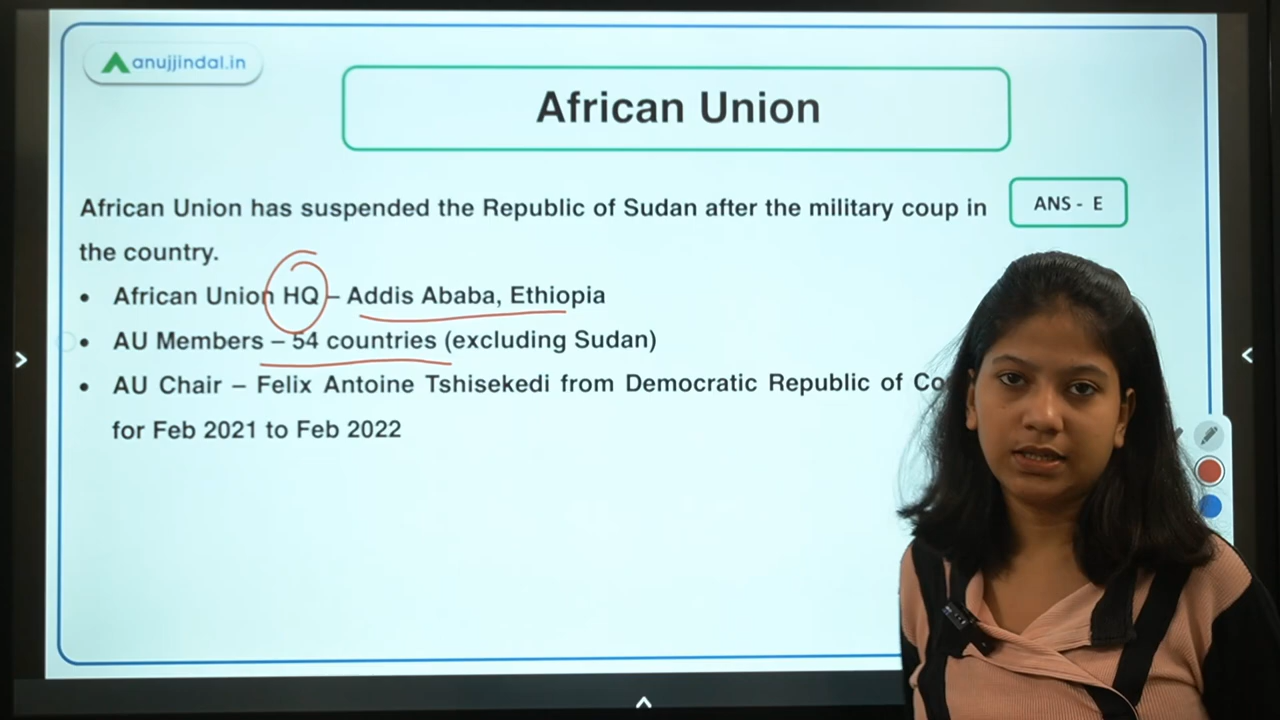 anujjindal.in
African Union
African Union has suspended the Republic of Sudan after the military coup in
ANS - E
the country.
• African Union HQ – Addis Ababa, Ethiopia
• AU Members – 54 countries (excluding Sudan)
• AU Chair – Felix Antoine Tshisekedi from Democratic Republic of
for Feb 2021 to Feb 2022